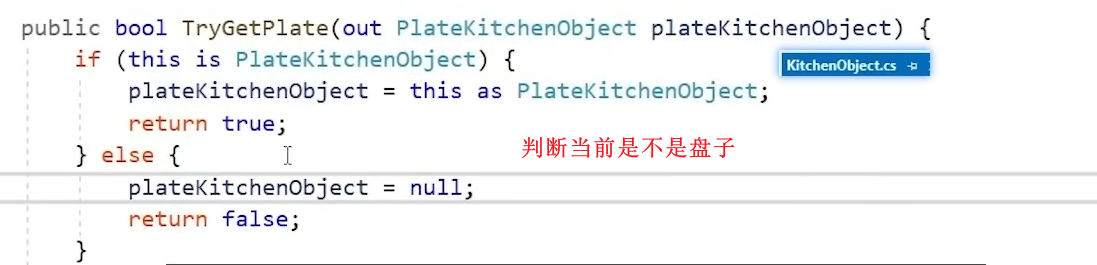 public bool TryGetPlate(out PlateKitchenObject plateKitchenObject) {
if (this is PlateKitchenObject) {
KitchenObject.cs
plateKitchenObject = this as PlateKitchenObject;
return true;
} else {
判断当前是不是盘子
plateKitchenObject = null;
return false;
}